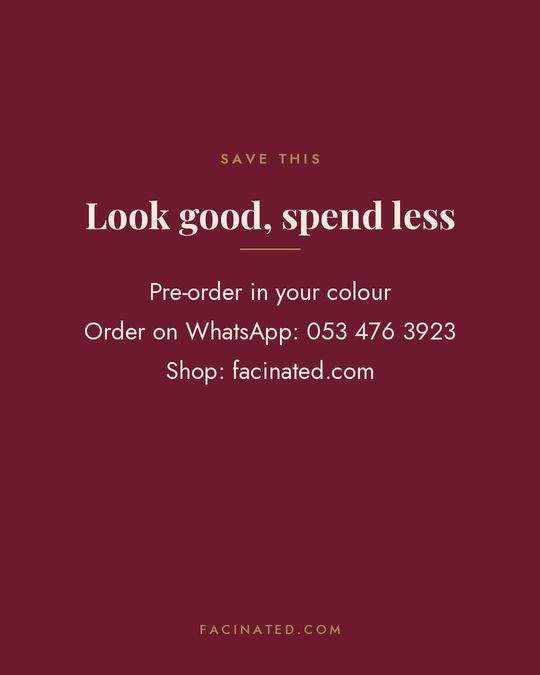 SAVE THIS
Look good, spend less
Pre-order in your colour
Order on WhatsApp: 053 476 3923
Shop: facinated.com
FACINATED.COM